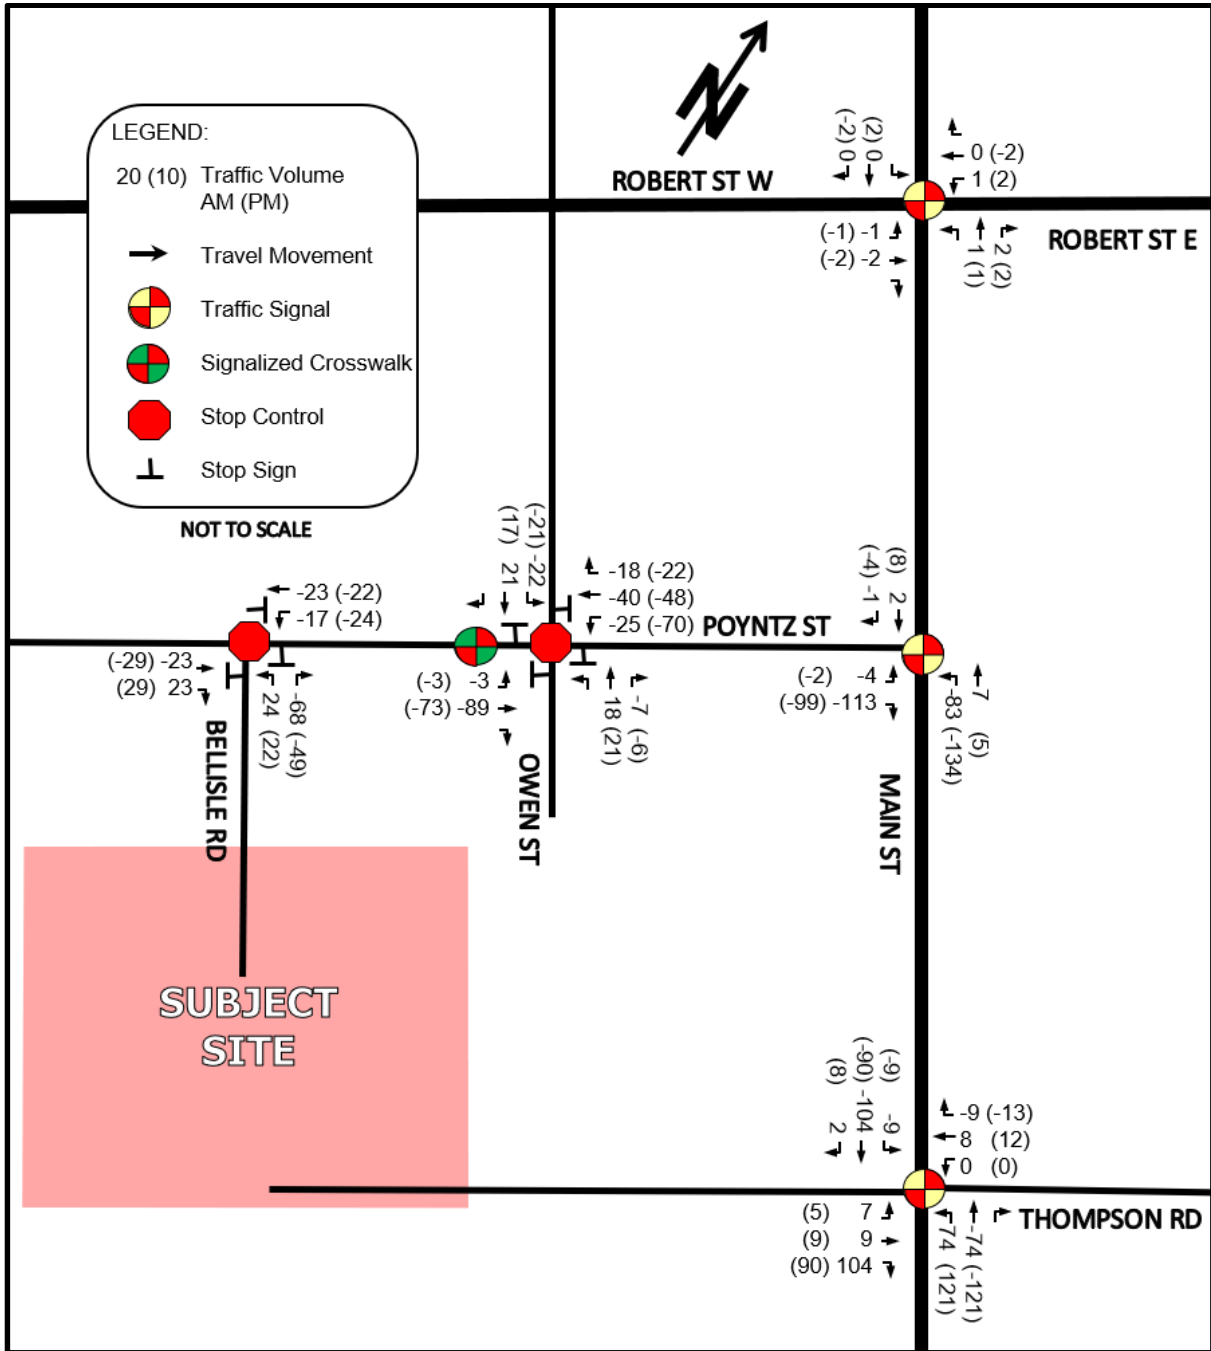 LEGEND:
20 (10) Traffic Volume
AM (PM)
Travel Movement
Traffic Signal
Signalized Crosswalk
Stop Control
Stop Sign
NOT TO SCALE
N
ROBERT ST W
(-2) 0
(2) 0
0 (-2)
1 (2)
(-1) -1
(-2) -2
1 (1)
2 (2)
ROBERT ST E
-23 (-22)
-17 (-24)
(-29) -23
(29) 23
24 (22)
-68 (-49)
BELLISLE RD
(17) 21
(-21) -22
-18 (-22)
-40 (-48)
-25 (-70)
POYNTZ ST
(-3) -3
(-73) -89
18 (21)
-7 (-6)
OWEN ST
(-4) -1
(8) 2
(-2) -4
(-99) -113
-83 (-134)
7 (5)
MAIN ST
SUBJECT
SITE
(8) 2
(-90) -104
(-9) -9
-9 (-13)
8 (12)
0 (0)
(5) 7
(9) 9
(90) 104
74 (121)
-74 (-121)
THOMPSON RD